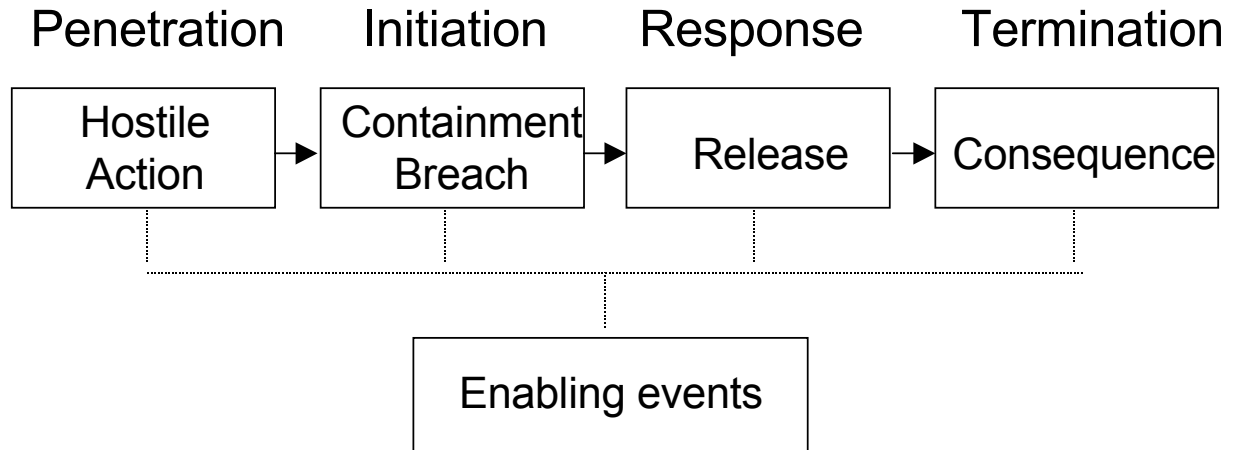 Penetration Initiation Response Termination
Hostile
Action
Containment
Breach
Release
Consequence
Enabling events